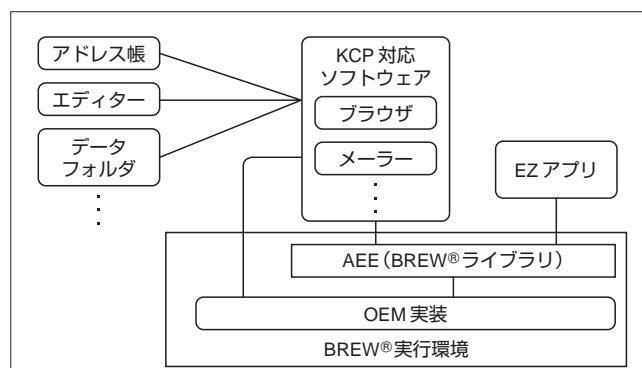 アドレス帳
エディター
データ
フォルダ
KCP 対応
ソフトウェア
ブラウザ
メーラー
EZ アプリ
AEE（BREW®ライブラリ）
OEM 実装
BREW®実行環境